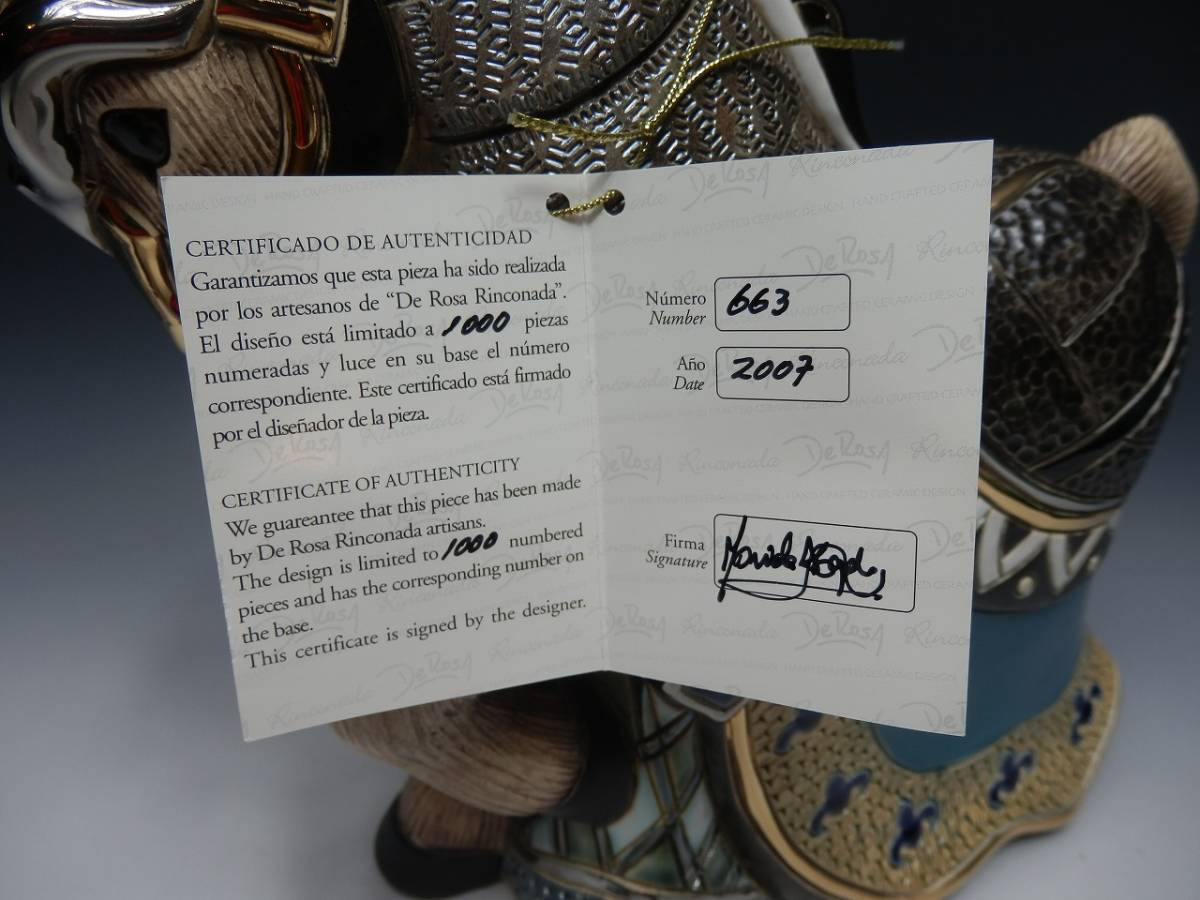 CERTIFICADO DE AUTENTICIDAD
Garantizamos que esta pieza ha sido realizada
por los artesanos de “De Rosa Rinconada”.
El diseño está limitado a 1000 piezas
numeradas y luce en su base el número
correspondiente. Este certificado está firmado
por el diseñador de la pieza.
CERTIFICATE OF AUTHENTICITY
We guareantee that this piece has been made
by De Rosa Rinconada artisans.
The design is limited to 1000 numbered
pieces and has the corresponding number on
the base.
This certificate is signed by the designer.
Número 663
Number
Año 2007
Date
Firma
Signature